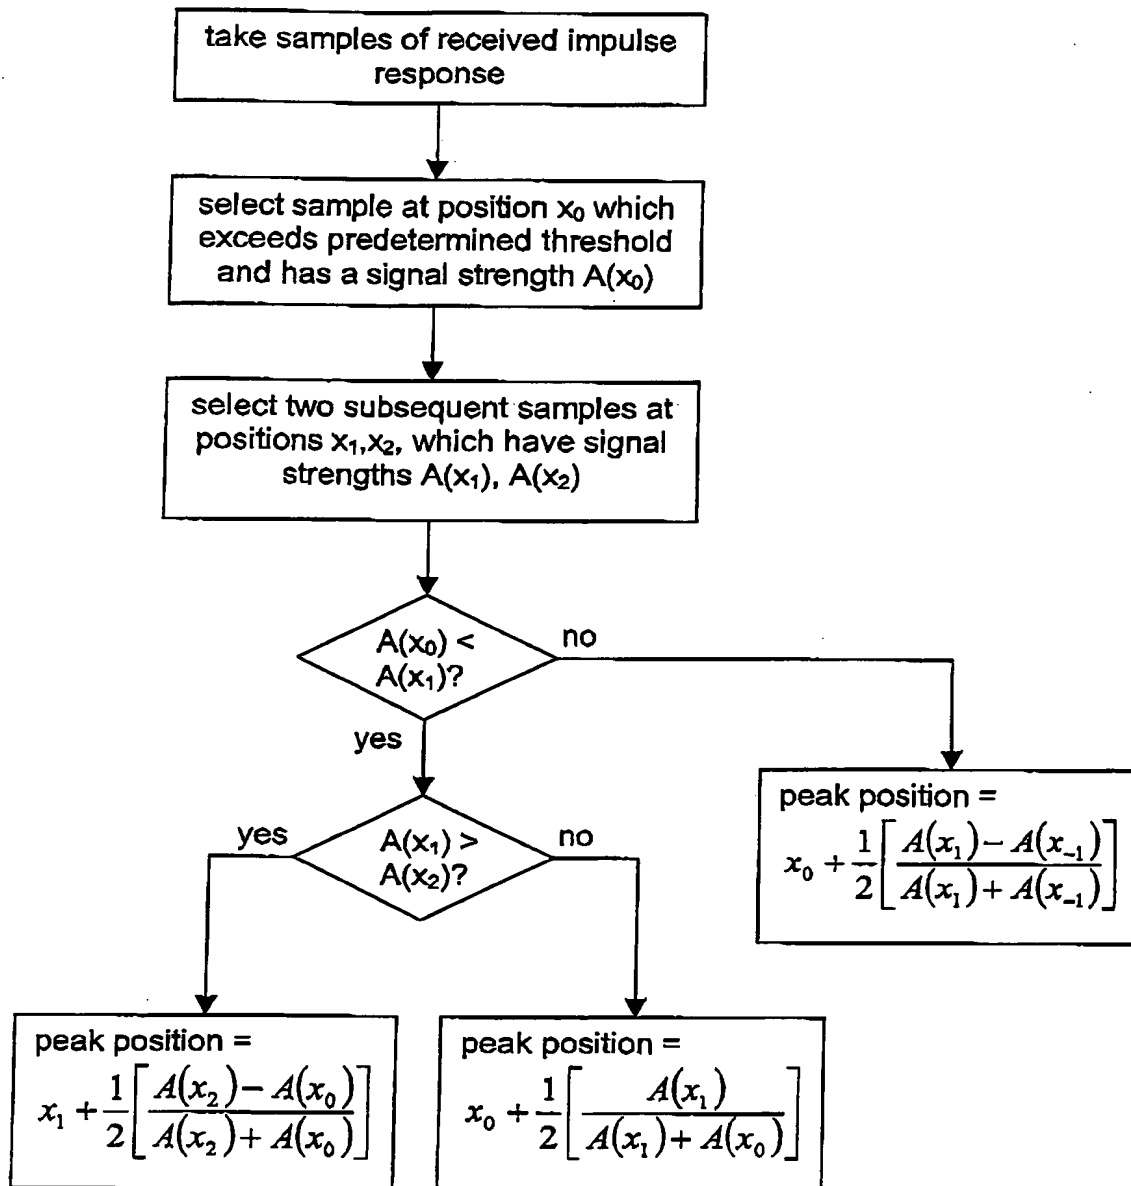 take samples of received impulse
response
select sample at position x₀ which
exceeds predetermined threshold
and has a signal strength A(x₀)
select two subsequent samples at
positions x₁,x₂, which have signal
strengths A(x₁), A(x₂)
A(x₀) <
A(x₁)?
no
yes
A(x₁) >
A(x₂)?
yes
no
peak position =
x₀ + 1/2 [ A(x₁) − A(x₋₁) / A(x₁) + A(x₋₁) ]
peak position =
x₁ + 1/2 [ A(x₂) − A(x₀) / A(x₂) + A(x₀) ]
peak position =
x₀ + 1/2 [ A(x₁) / A(x₁) + A(x₀) ]